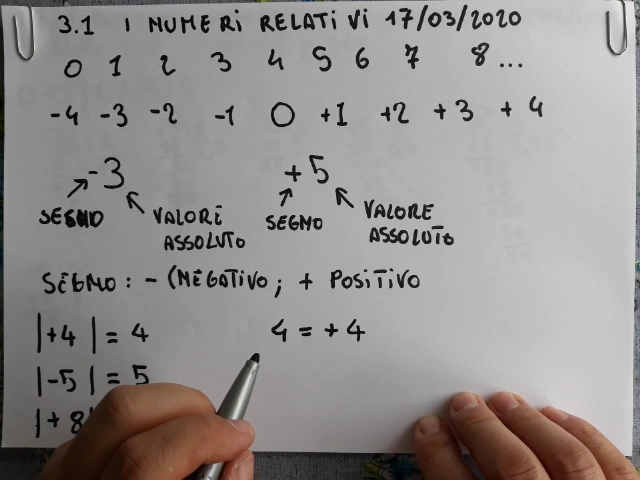 3.1 I NUMERI RELATIVI 17/03/2020
0 1 2 3 4 5 6 7 8...
-4 -3 -2 -1 0 +1 +2 +3 +4
-3 +5
SEGNO VALORE ASSOLUTO SEGNO VALORE ASSOLUTO
SEGNO: - (NEGATIVO; + POSITIVO
|+4| = 4 4 = +4
|-5| = 5
|+8|